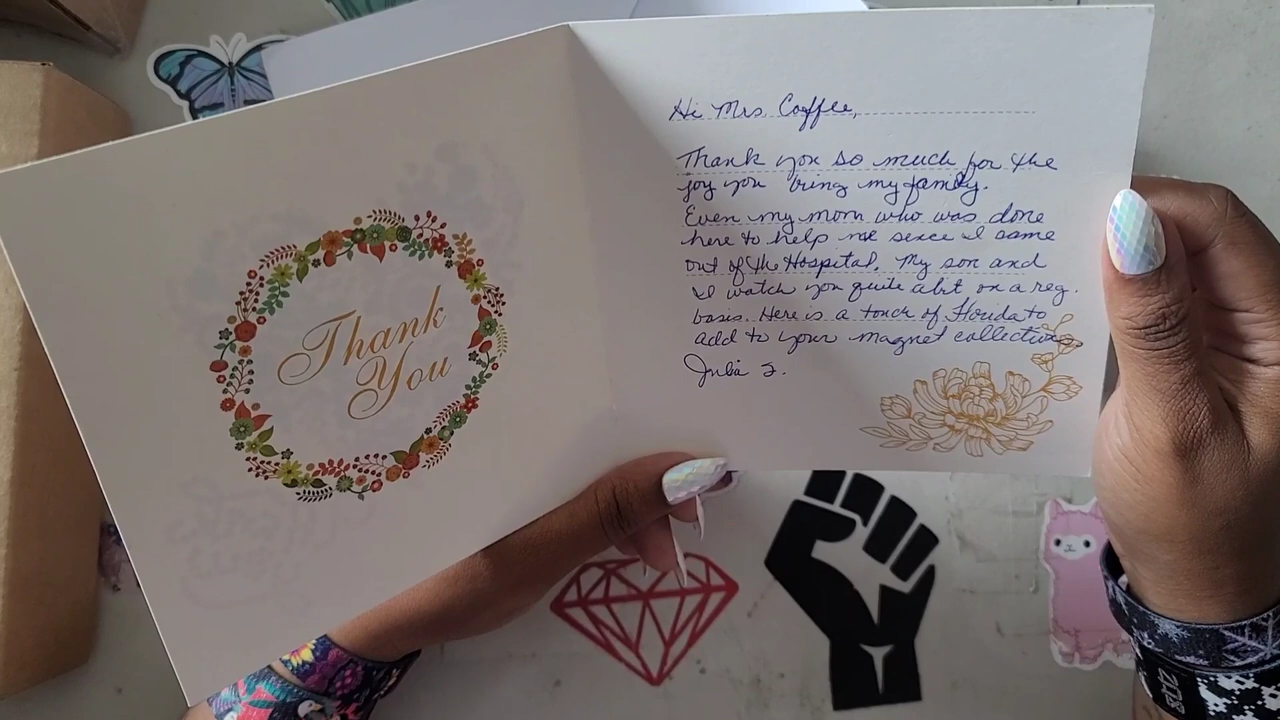 Thank
You
Hi Mrs. Coffee,
Thank you so much for the
joy you bring my family.
Even my mom who was done
here to help me sence I came
out of the Hospital. My son and
I watch you quite abit on a reg.
basis. Here is a touch of Florida to
add to your magnet collection.
Julia